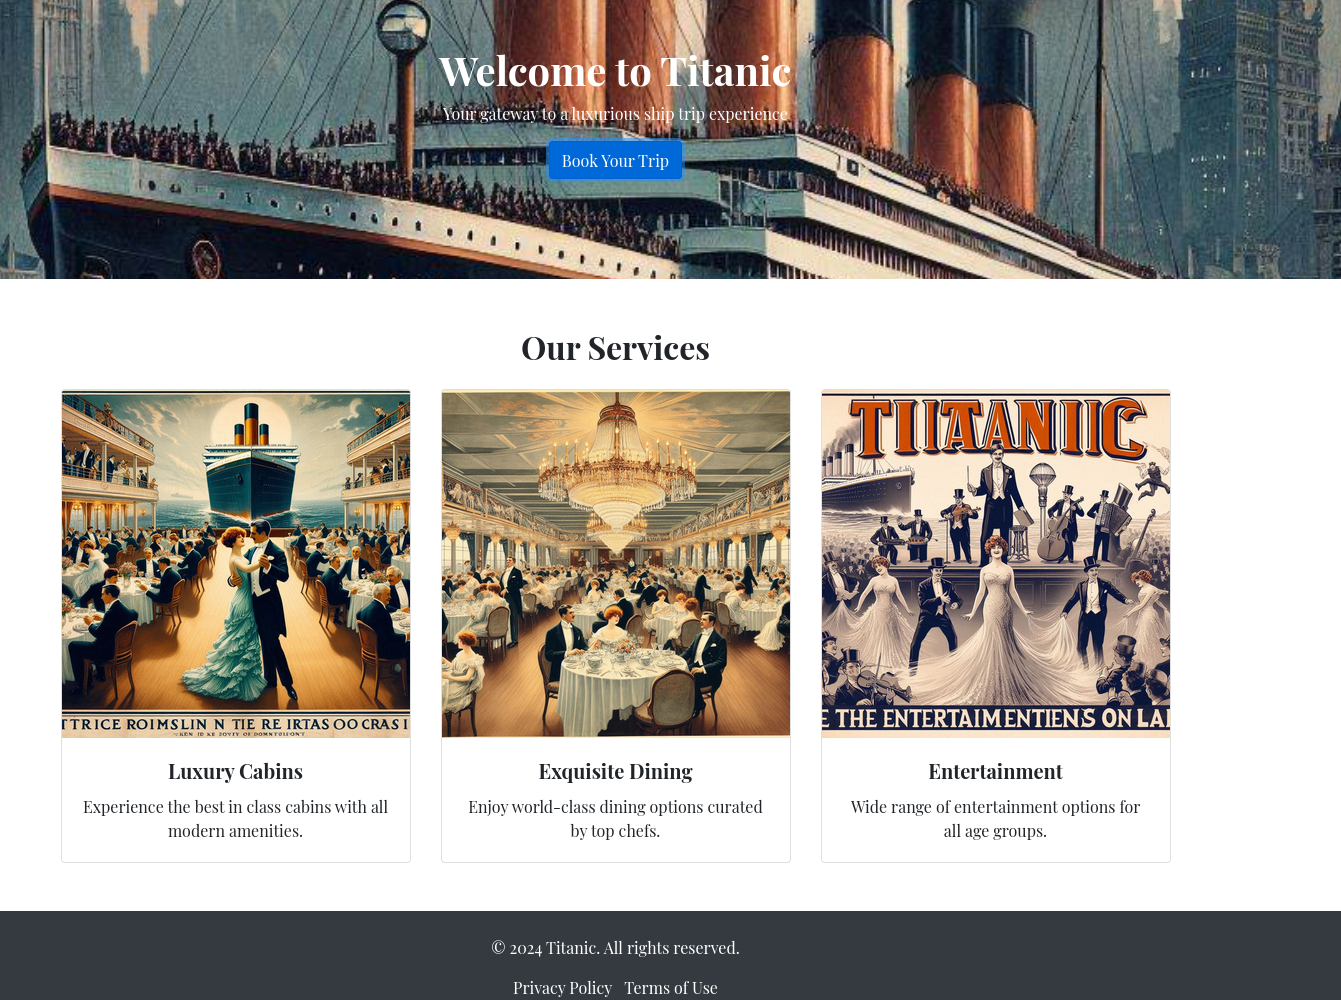 Welcome to Titanic
Your gateway to a luxurious ship trip experience
Book Your Trip
Our Services
TTRICE ROIMSLIN N TIE RE IRTAS OO CRAS I
TIIAANIIC
E THE ENTERTAIMENTIENS ON LAI
Luxury Cabins
Exquisite Dining
Entertainment
Experience the best in class cabins with all
modern amenities.
Enjoy world-class dining options curated
by top chefs.
Wide range of entertainment options for
all age groups.
© 2024 Titanic. All rights reserved.
Privacy Policy Terms of Use